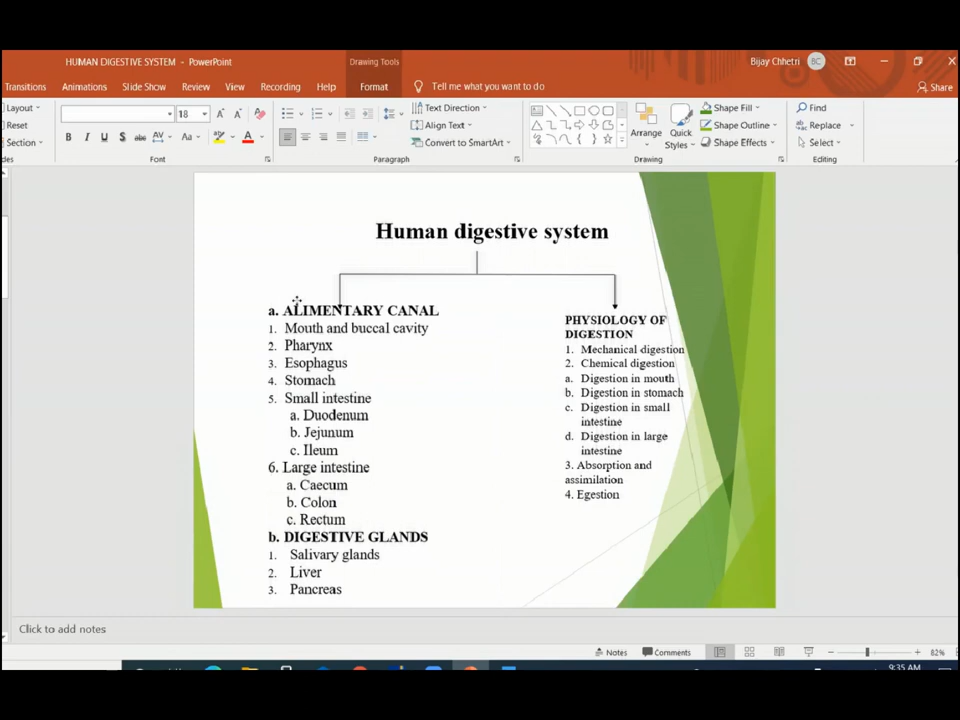 HUMAN DIGESTIVE SYSTEM - PowerPoint
Drawing Tools
Bijay Chhetri
BC
Transitions
Animations
Slide Show
Review
View
Recording
Help
Format
Tell me what you want to do
Share
Layout
Reset
Section
18
Font
Text Direction
Align Text
Convert to SmartArt
Paragraph
Arrange
Quick
Styles
Shape Fill
Shape Outline
Shape Effects
Drawing
Find
Replace
Select
Editing
Human digestive system
a. ALIMENTARY CANAL
1. Mouth and buccal cavity
2. Pharynx
3. Esophagus
4. Stomach
5. Small intestine
a. Duodenum
b. Jejunum
c. Ileum
6. Large intestine
a. Caecum
b. Colon
c. Rectum
b. DIGESTIVE GLANDS
1. Salivary glands
2. Liver
3. Pancreas
PHYSIOLOGY OF
DIGESTION
1. Mechanical digestion
2. Chemical digestion
a. Digestion in mouth
b. Digestion in stomach
c. Digestion in small
intestine
d. Digestion in large
intestine
3. Absorption and
assimilation
4. Egestion
Click to add notes
Notes
Comments
82%
9:35 AM